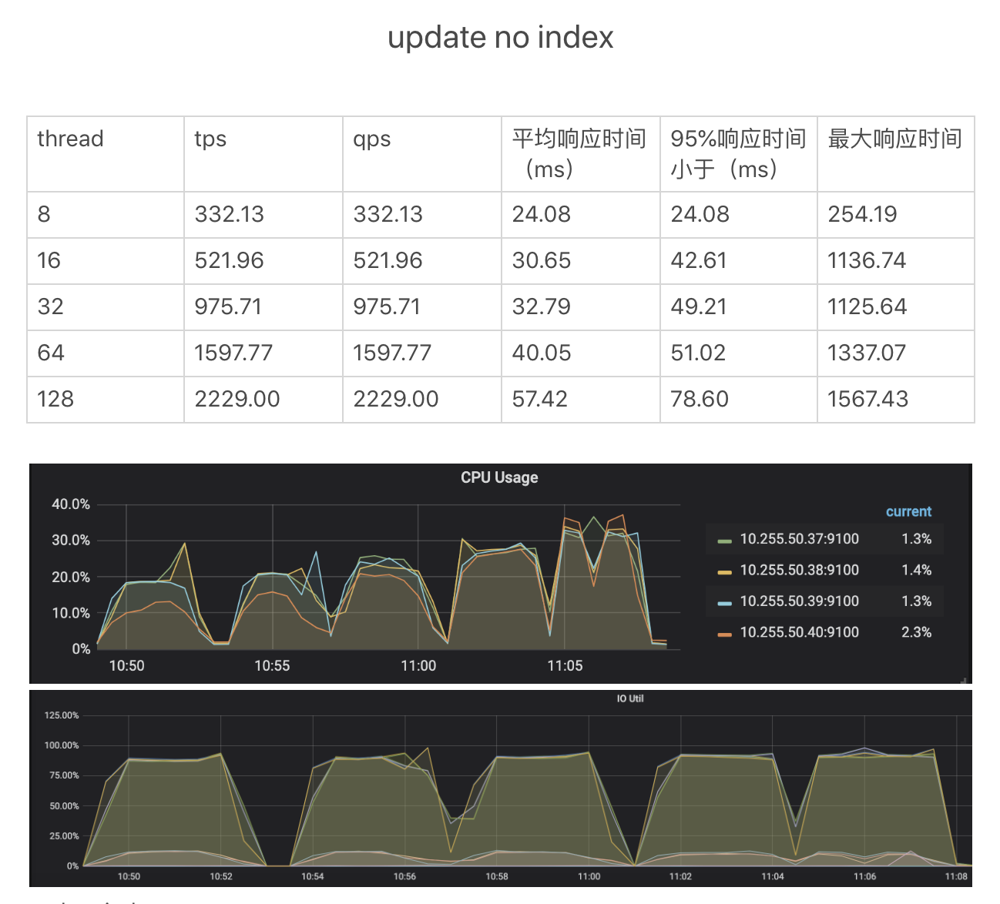 update no index
thread tps qps 平均响应时间 95%响应时间 最大响应时间
（ms） 小于（ms）
8 332.13 332.13 24.08 24.08 254.19
16 521.96 521.96 30.65 42.61 1136.74
32 975.71 975.71 32.79 49.21 1125.64
64 1597.77 1597.77 40.05 51.02 1337.07
128 2229.00 2229.00 57.42 78.60 1567.43
CPU Usage
40.0%
30.0%
20.0%
10.0%
0%
10:50 10:55 11:00 11:05
current
10.255.50.37:9100 1.3%
10.255.50.38:9100 1.4%
10.255.50.39:9100 1.3%
10.255.50.40:9100 2.3%
IO Util
125.00%
100.00%
75.00%
50.00%
25.00%
0%
10:50 10:52 10:54 10:56 10:58 11:00 11:02 11:04 11:06 11:08